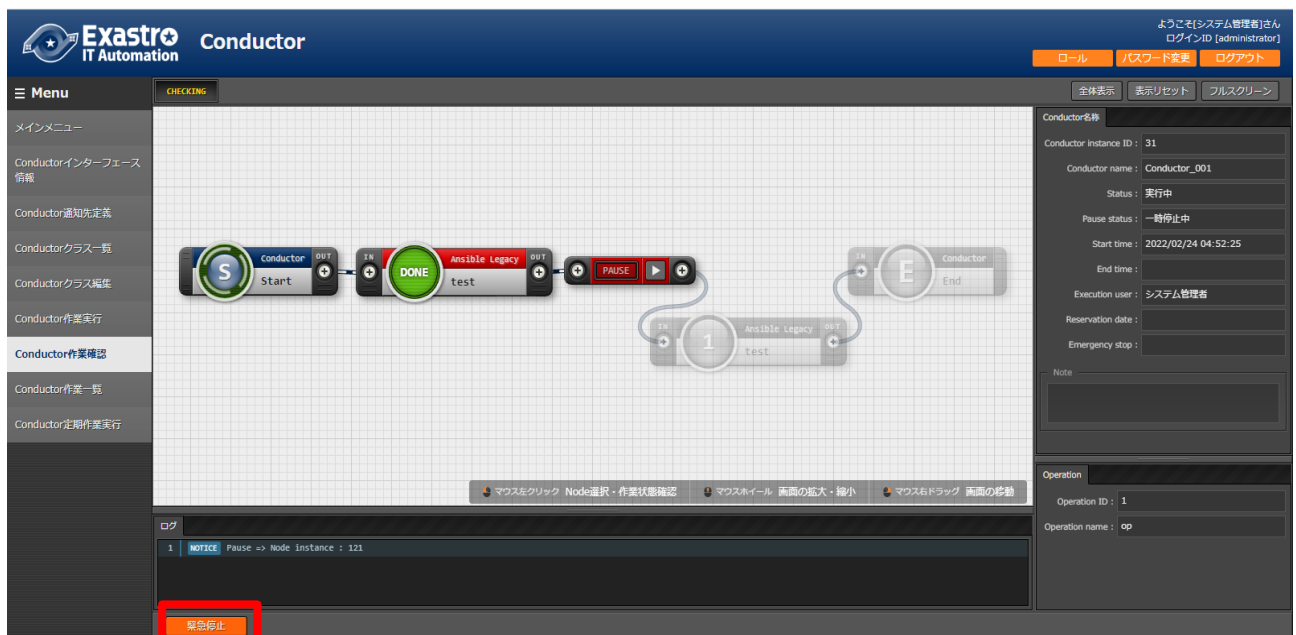 Exastro
IT Automation
Conductor
ようこそ[システム管理者]さん
ログインID [administrator]
ロール
パスワード変更
ログアウト
Menu
CHECKING
全体表示
表示リセット
フルスクリーン
メインメニュー
Conductorインターフェース
情報
Conductor通知先定義
Conductorクラス一覧
Conductorクラス編集
Conductor作業実行
Conductor作業確認
Conductor作業一覧
Conductor定期作業実行
S
Conductor
Start
OUT
IN
DONE
Ansible Legacy
test
OUT
PAUSE
IN
1
Ansible Legacy
test
OUT
IN
E
Conductor
End
マウス左クリック Node選択・作業状態確認
マウスホイール 画面の拡大・縮小
マウス右ドラッグ 画面の移動
Conductor名称
Conductor instance ID : 31
Conductor name : Conductor_001
Status : 実行中
Pause status : 一時停止中
Start time : 2022/02/24 04:52:25
End time :
Execution user : システム管理者
Reservation date :
Emergency stop :
Note
Operation
Operation ID : 1
Operation name : op
ログ
1 NOTICE Pause => Node instance : 121
緊急停止